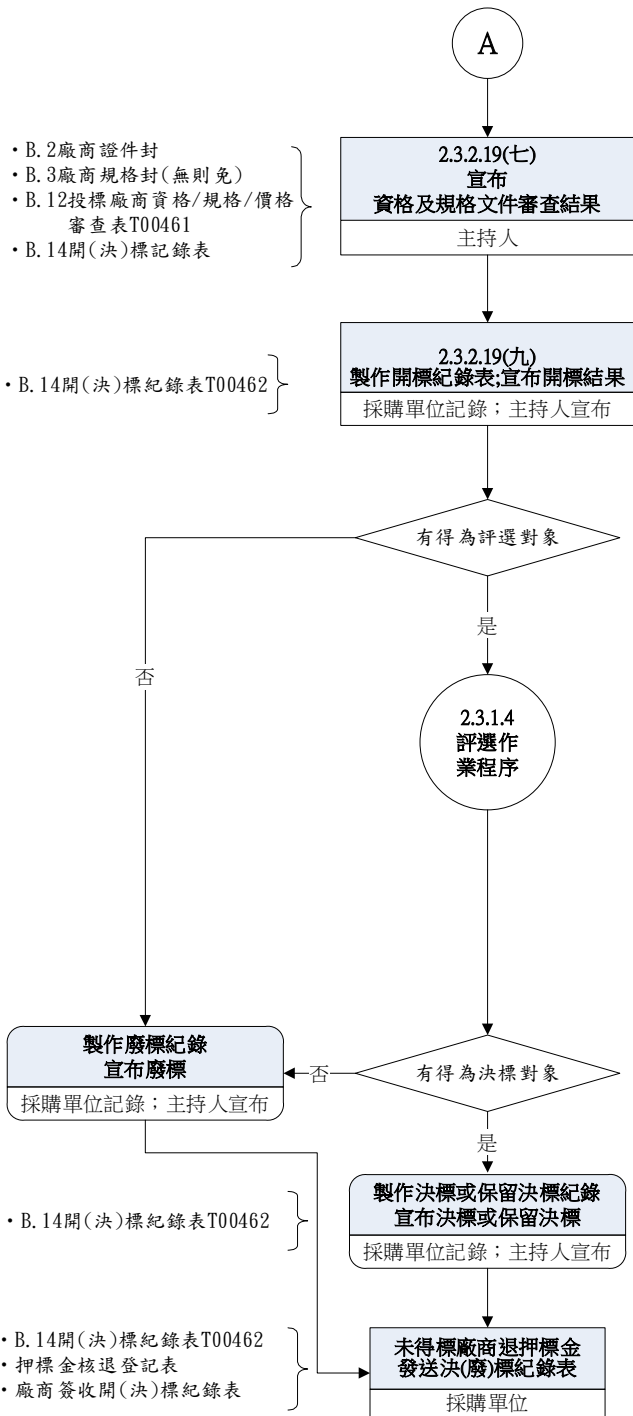 A
・B.2廠商證件封
・B.3廠商規格封(無則免)
・B.12投標廠商資格/規格/價格
審查表T00461
・B.14開(決)標記錄表
2.3.2.19(七)
宣布
資格及規格文件審查結果
主持人
・B.14開(決)標紀錄表T00462
2.3.2.19(九)
製作開標紀錄表;宣布開標結果
採購單位記錄；主持人宣布
有得為評選對象
是
否
2.3.1.4
評選作
業程序
製作廢標紀錄
宣布廢標
採購單位記錄；主持人宣布
否
有得為決標對象
是
・B.14開(決)標紀錄表T00462
製作決標或保留決標紀錄
宣布決標或保留決標
採購單位記錄；主持人宣布
・B.14開(決)標紀錄表T00462
・押標金核退登記表
・廠商簽收開(決)標紀錄表
未得標廠商退押標金
發送決(廢)標紀錄表
採購單位